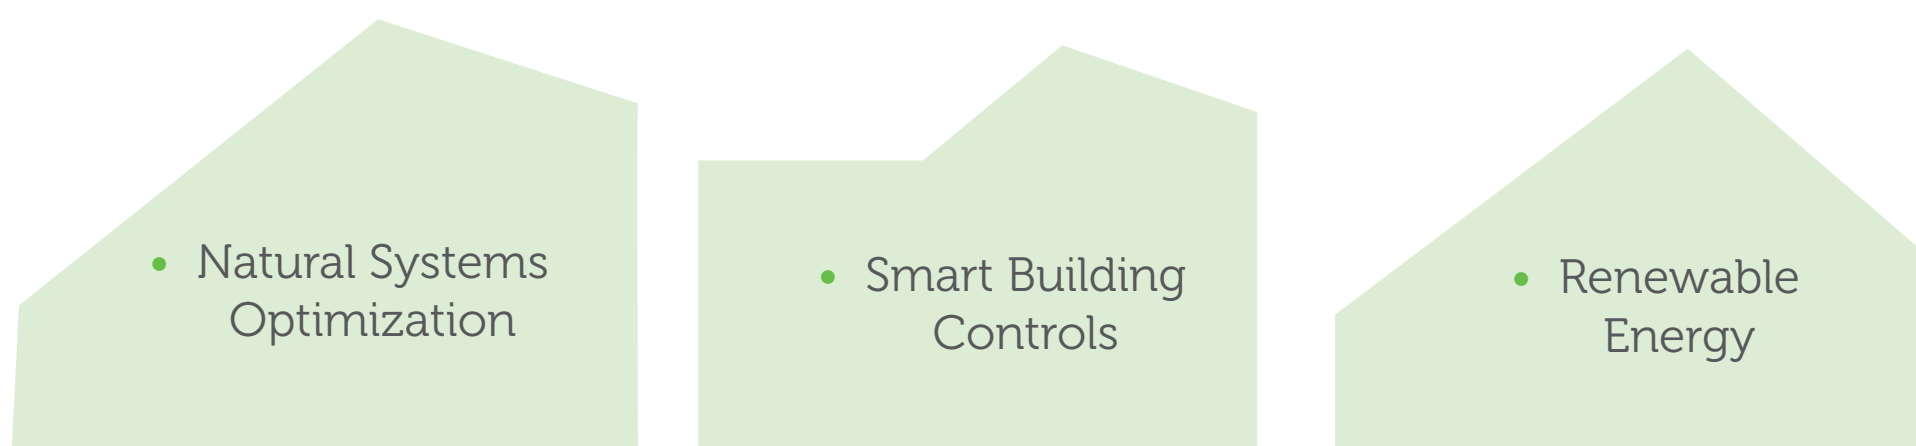 • Natural Systems
Optimization
• Smart Building
Controls
• Renewable
Energy